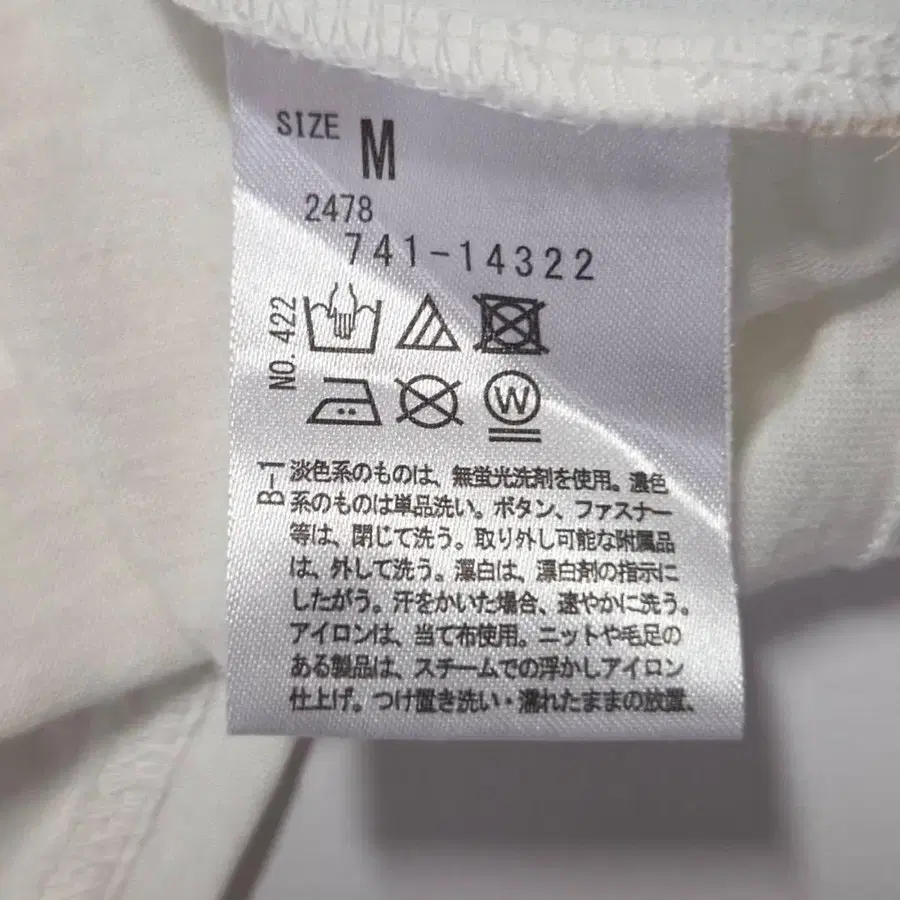 SIZE M
2478
741-14322
NO. 422
W
B-1
淡色系のものは、無蛍光洗剤を使用。濃色
系のものは単品洗い。ボタン、ファスナー
等は、閉じて洗う。取り外し可能な附属品
は、外して洗う。漂白は、漂白剤の指示に
したがう。汗をかいた場合、速やかに洗う。
アイロンは、当て布使用。ニットや毛足の
ある製品は、スチームでの浮かしアイロン
仕上げ。つけ置き洗い・濡れたままの放置、